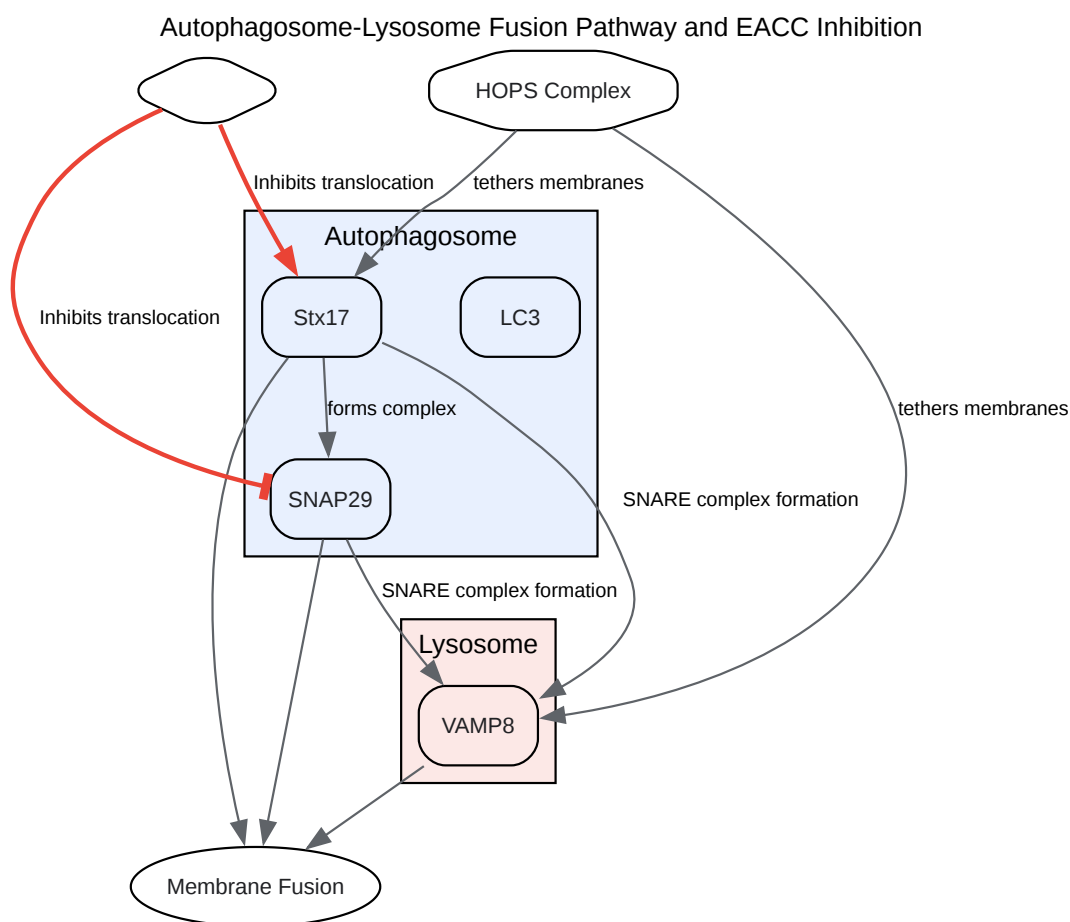 Autophagosome-Lysosome Fusion Pathway and EACC Inhibition
HOPS Complex
Inhibits translocation
tethers membranes
Autophagosome
Stx17
LC3
Inhibits translocation
forms complex
tethers membranes
SNAP29
SNARE complex formation
SNARE complex formation
Lysosome
VAMP8
Membrane Fusion